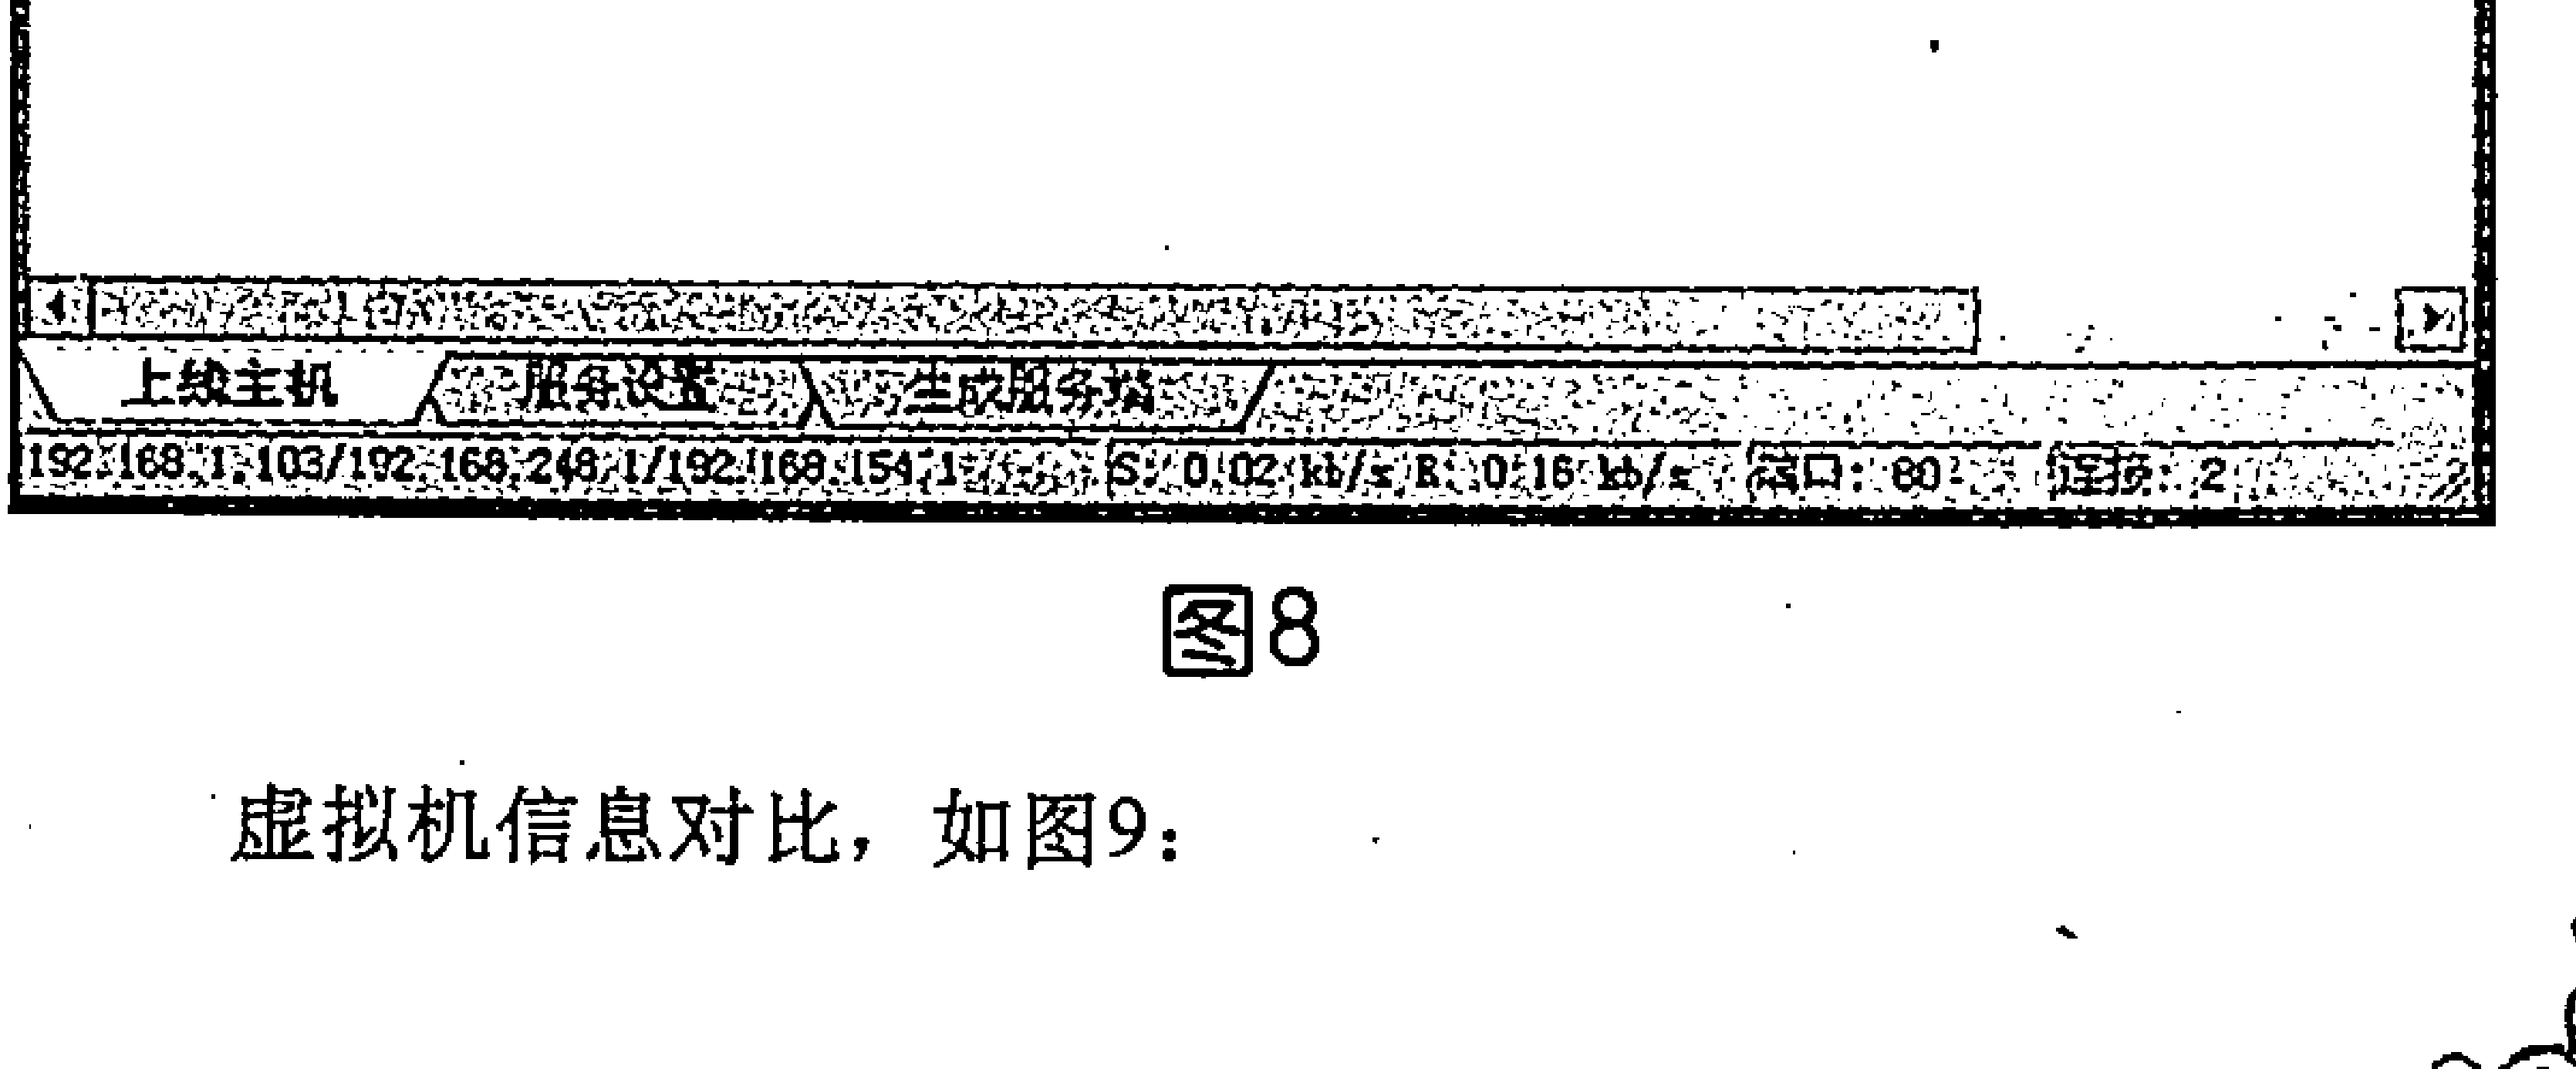 上线主机 服务设置 生成服务端
192.168.1.103/192.168.248.1/192.168.154.1 S: 0.02 kb/s R: 0.16 kb/s 端口: 80 连接: 2
图8
虚拟机信息对比，如图9：